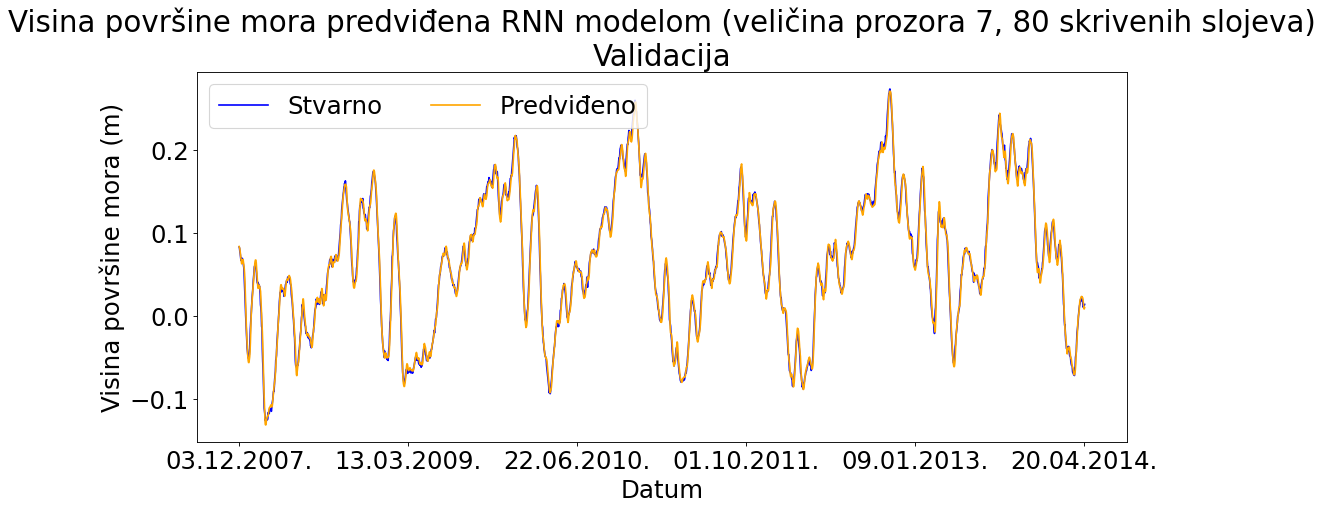 Visina površine mora predviđena RNN modelom (veličina prozora 7, 80 skrivenih slojeva)
Validacija
Stvarno Predviđeno
Visina površine mora (m)
0.2
0.1
0.0
−0.1
03.12.2007. 13.03.2009. 22.06.2010. 01.10.2011. 09.01.2013. 20.04.2014.
Datum